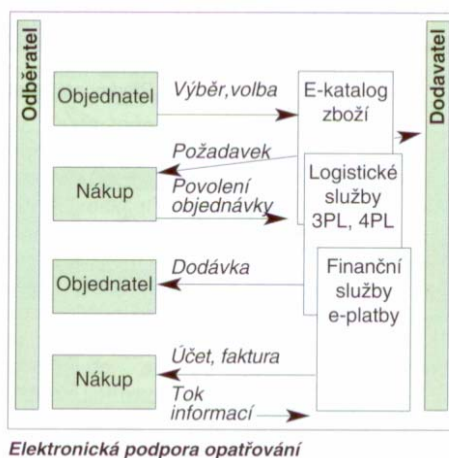 Odběratel
Objednatel
Výběr,volba
E-katalog
zboží
Dodavatel
Požadavek
Nákup
Povolení
objednávky
Logistické
služby
3PL, 4PL
Objednatel
Dodávka
Finanční
služby
e-platby
Nákup
Účet, faktura
Tok
informací
Elektronická podpora opatřování